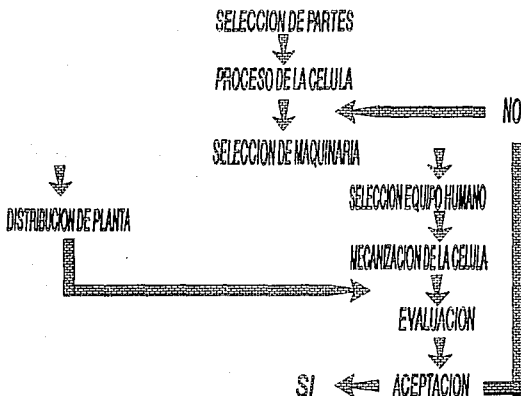 SELECCION DE PARTES
PROCESO DE LA CELULA
NO
SELECCION DE MAQUINARIA
SELECCION EQUIPO HUMANO
DISTRIBUCION DE PLANTA
MECANIZACION DE LA CELULA
EVALUACION
SI
ACEPTACION